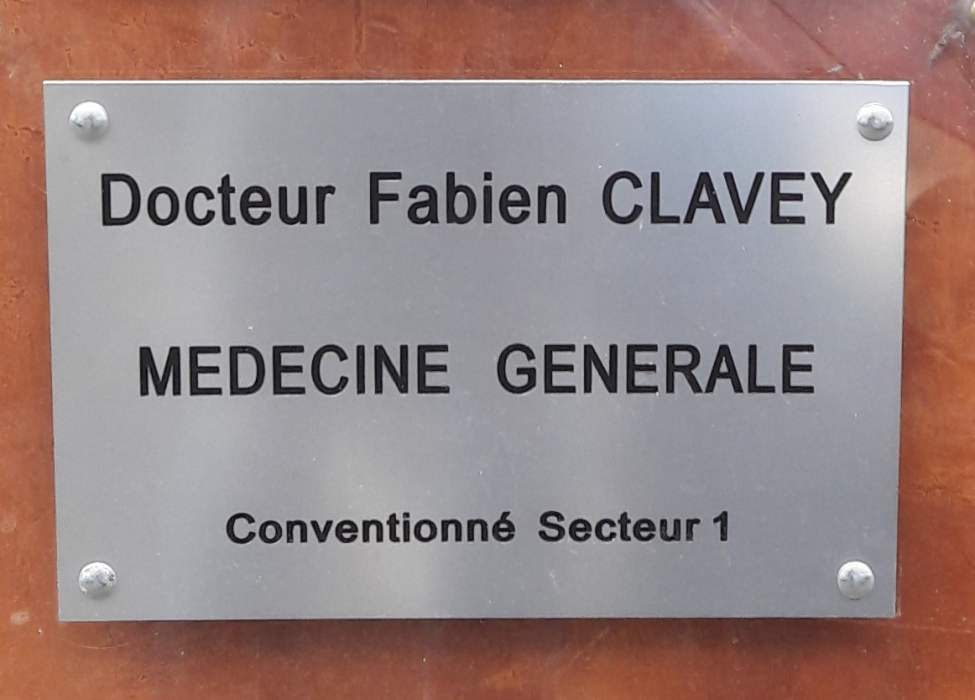 Docteur Fabien CLAVEY
MEDECINE GENERALE
Conventionné Secteur 1